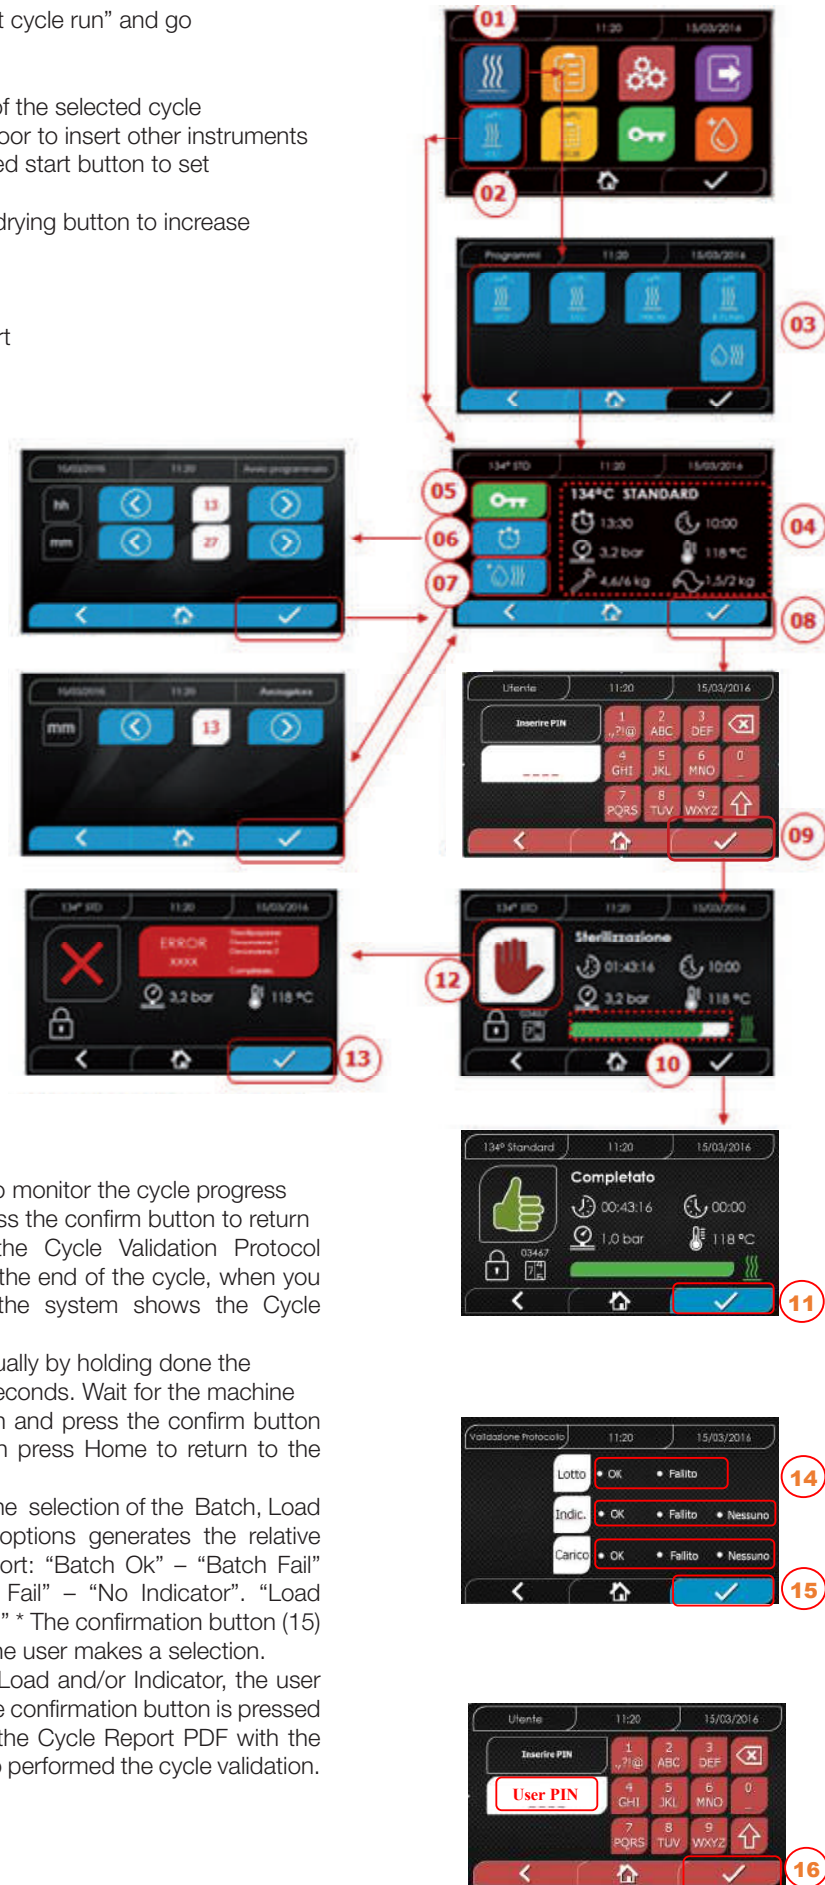 t cycle run” and go
f the selected cycle
oor to insert other instruments
ed start button to set
drying button to increase
rt
01
11:20
15/03/2016
02
Programmi 11:20 15/03/2016
03
134° STD 11:20 15/03/2016
05
134°C STANDARD
13:30 10:00
04
06
3,2 bar 118 °C
07
4,6/6 kg 1,5/2 kg
08
16/03/2016 11:20 Avvio programmato
hh 13
mm 27
16/03/2016 11:20 Asciugatura
mm 13
Utente 11:20 15/03/2016
Inserire PIN
1 .,?!@ 2 ABC 3 DEF
4 GHI 5 JKL 6 MNO 0 _
_ _ _ _
7 PQRS 8 TUV 9 WXYZ
09
134° STD 11:20 15/03/2016
ERROR
XXXX
Completato
3,2 bar 118 °C
13
134° STD 11:20 15/03/2016
Sterilizzazione
12
01:43:16 10:00
3,2 bar 118 °C
03467
10
134° Standard 11:20 15/03/2016
Completato
00:43:16 00:00
1,0 bar 118 °C
03467
11
o monitor the cycle progress
ss the confirm button to return
the Cycle Validation Protocol
the end of the cycle, when you
the system shows the Cycle
ually by holding done the
econds. Wait for the machine
n and press the confirm button
n press Home to return to the
ne selection of the Batch, Load
options generates the relative
ort: “Batch Ok” – “Batch Fail”
Fail” – “No Indicator”. “Load
” * The confirmation button (15)
ne user makes a selection.
Load and/or Indicator, the user
e confirmation button is pressed
the Cycle Report PDF with the
o performed the cycle validation.
Validazione Protocollo 11:20 15/03/2016
Lotto • OK • Fallito
14
Indic. • OK • Fallito • Nessuno
Carico • OK • Fallito • Nessuno
15
Utente 11:20 15/03/2016
Inserire PIN
1 .,?!@ 2 ABC 3 DEF
User PIN
4 GHI 5 JKL 6 MNO 0 _
7 PQRS 8 TUV 9 WXYZ
16